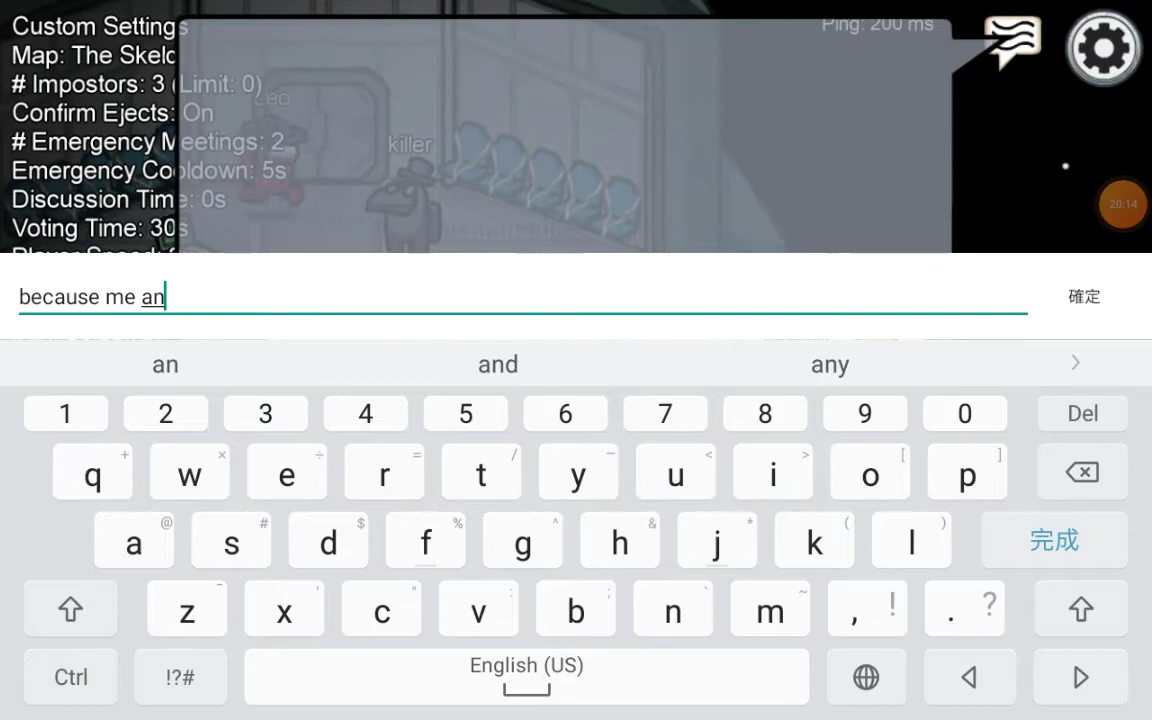 Custom Settings
Ping: 200 ms
Map: The Skeld
# Impostors: 3 (Limit: 0)
Confirm Ejects: On
# Emergency Meetings: 2
killer
Emergency Cooldown: 5s
Discussion Time: 0s
20:14
Voting Time: 30s
because me an
確定
an and any
1 2 3 4 5 6 7 8 9 0 Del
+ × ÷ = / − < > [ ]
q w e r t y u i o p
@ # $ % ^ & * ( )
a s d f g h j k l 完成
z x c v b n m , ! . ?
Ctrl !?# English (US)